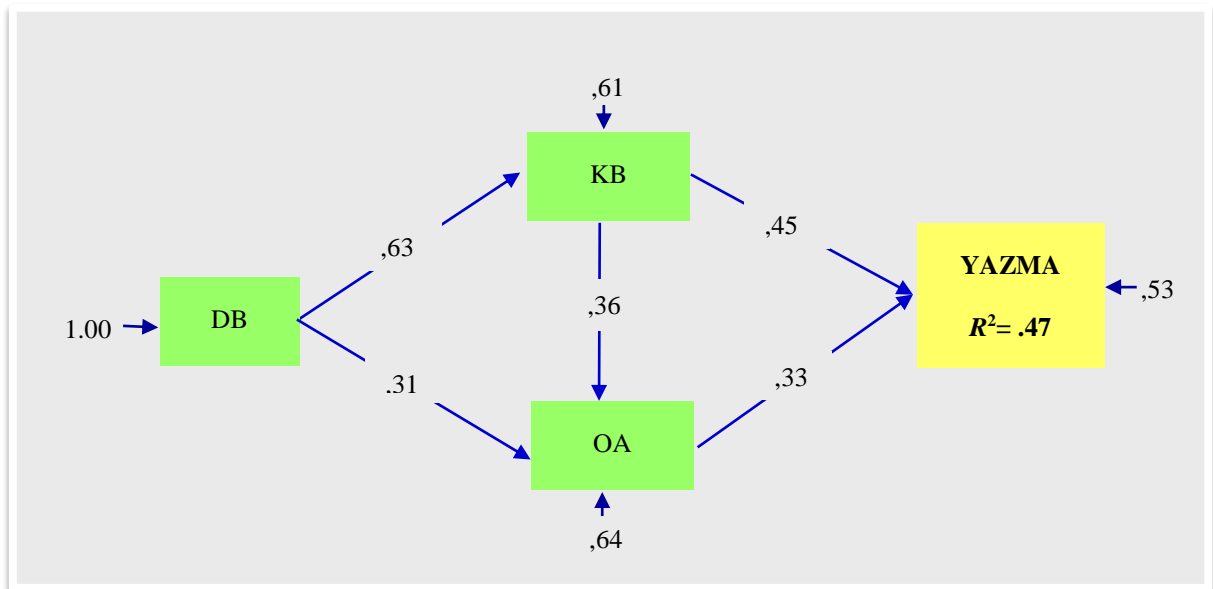 ,61
KB
,45
,63
YAZMA
,53
1.00
DB
,36
R²= .47
,31
,33
OA
,64